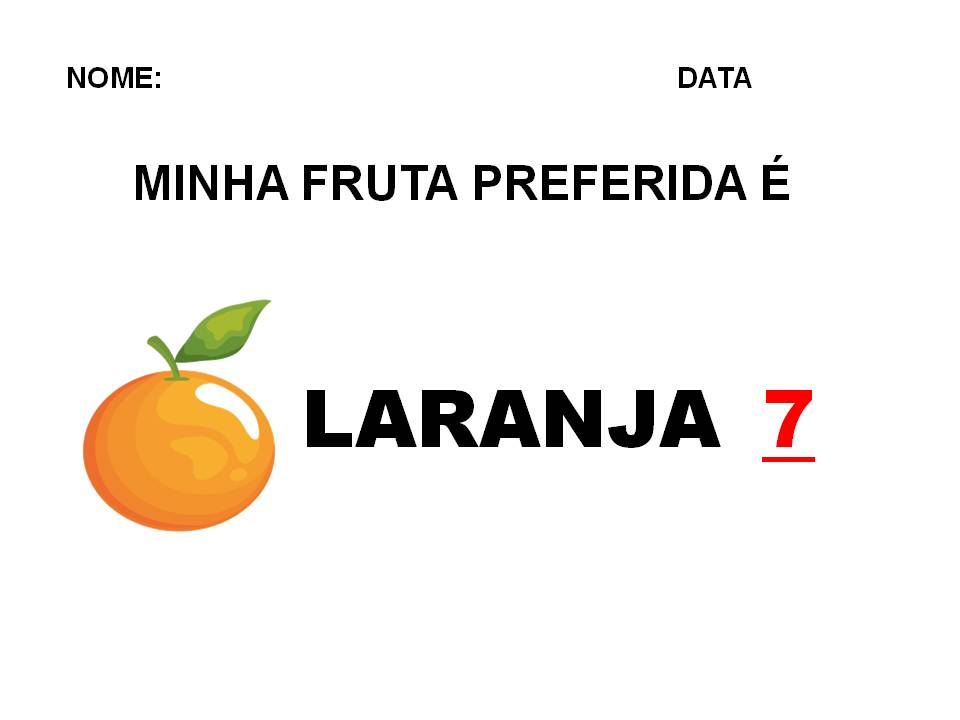 NOME: DATA
MINHA FRUTA PREFERIDA É
LARANJA 7